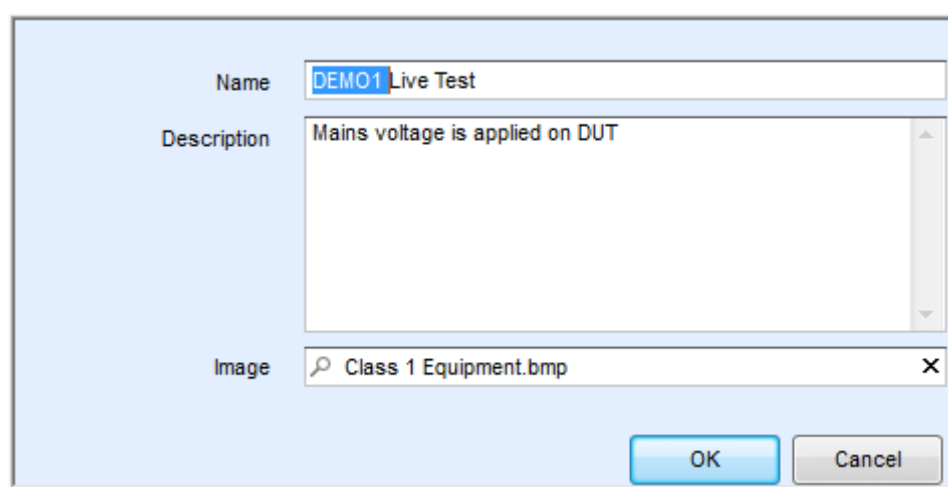 Name DEMO1 Live Test
Description Mains voltage is applied on DUT
Image Class 1 Equipment.bmp
OK Cancel